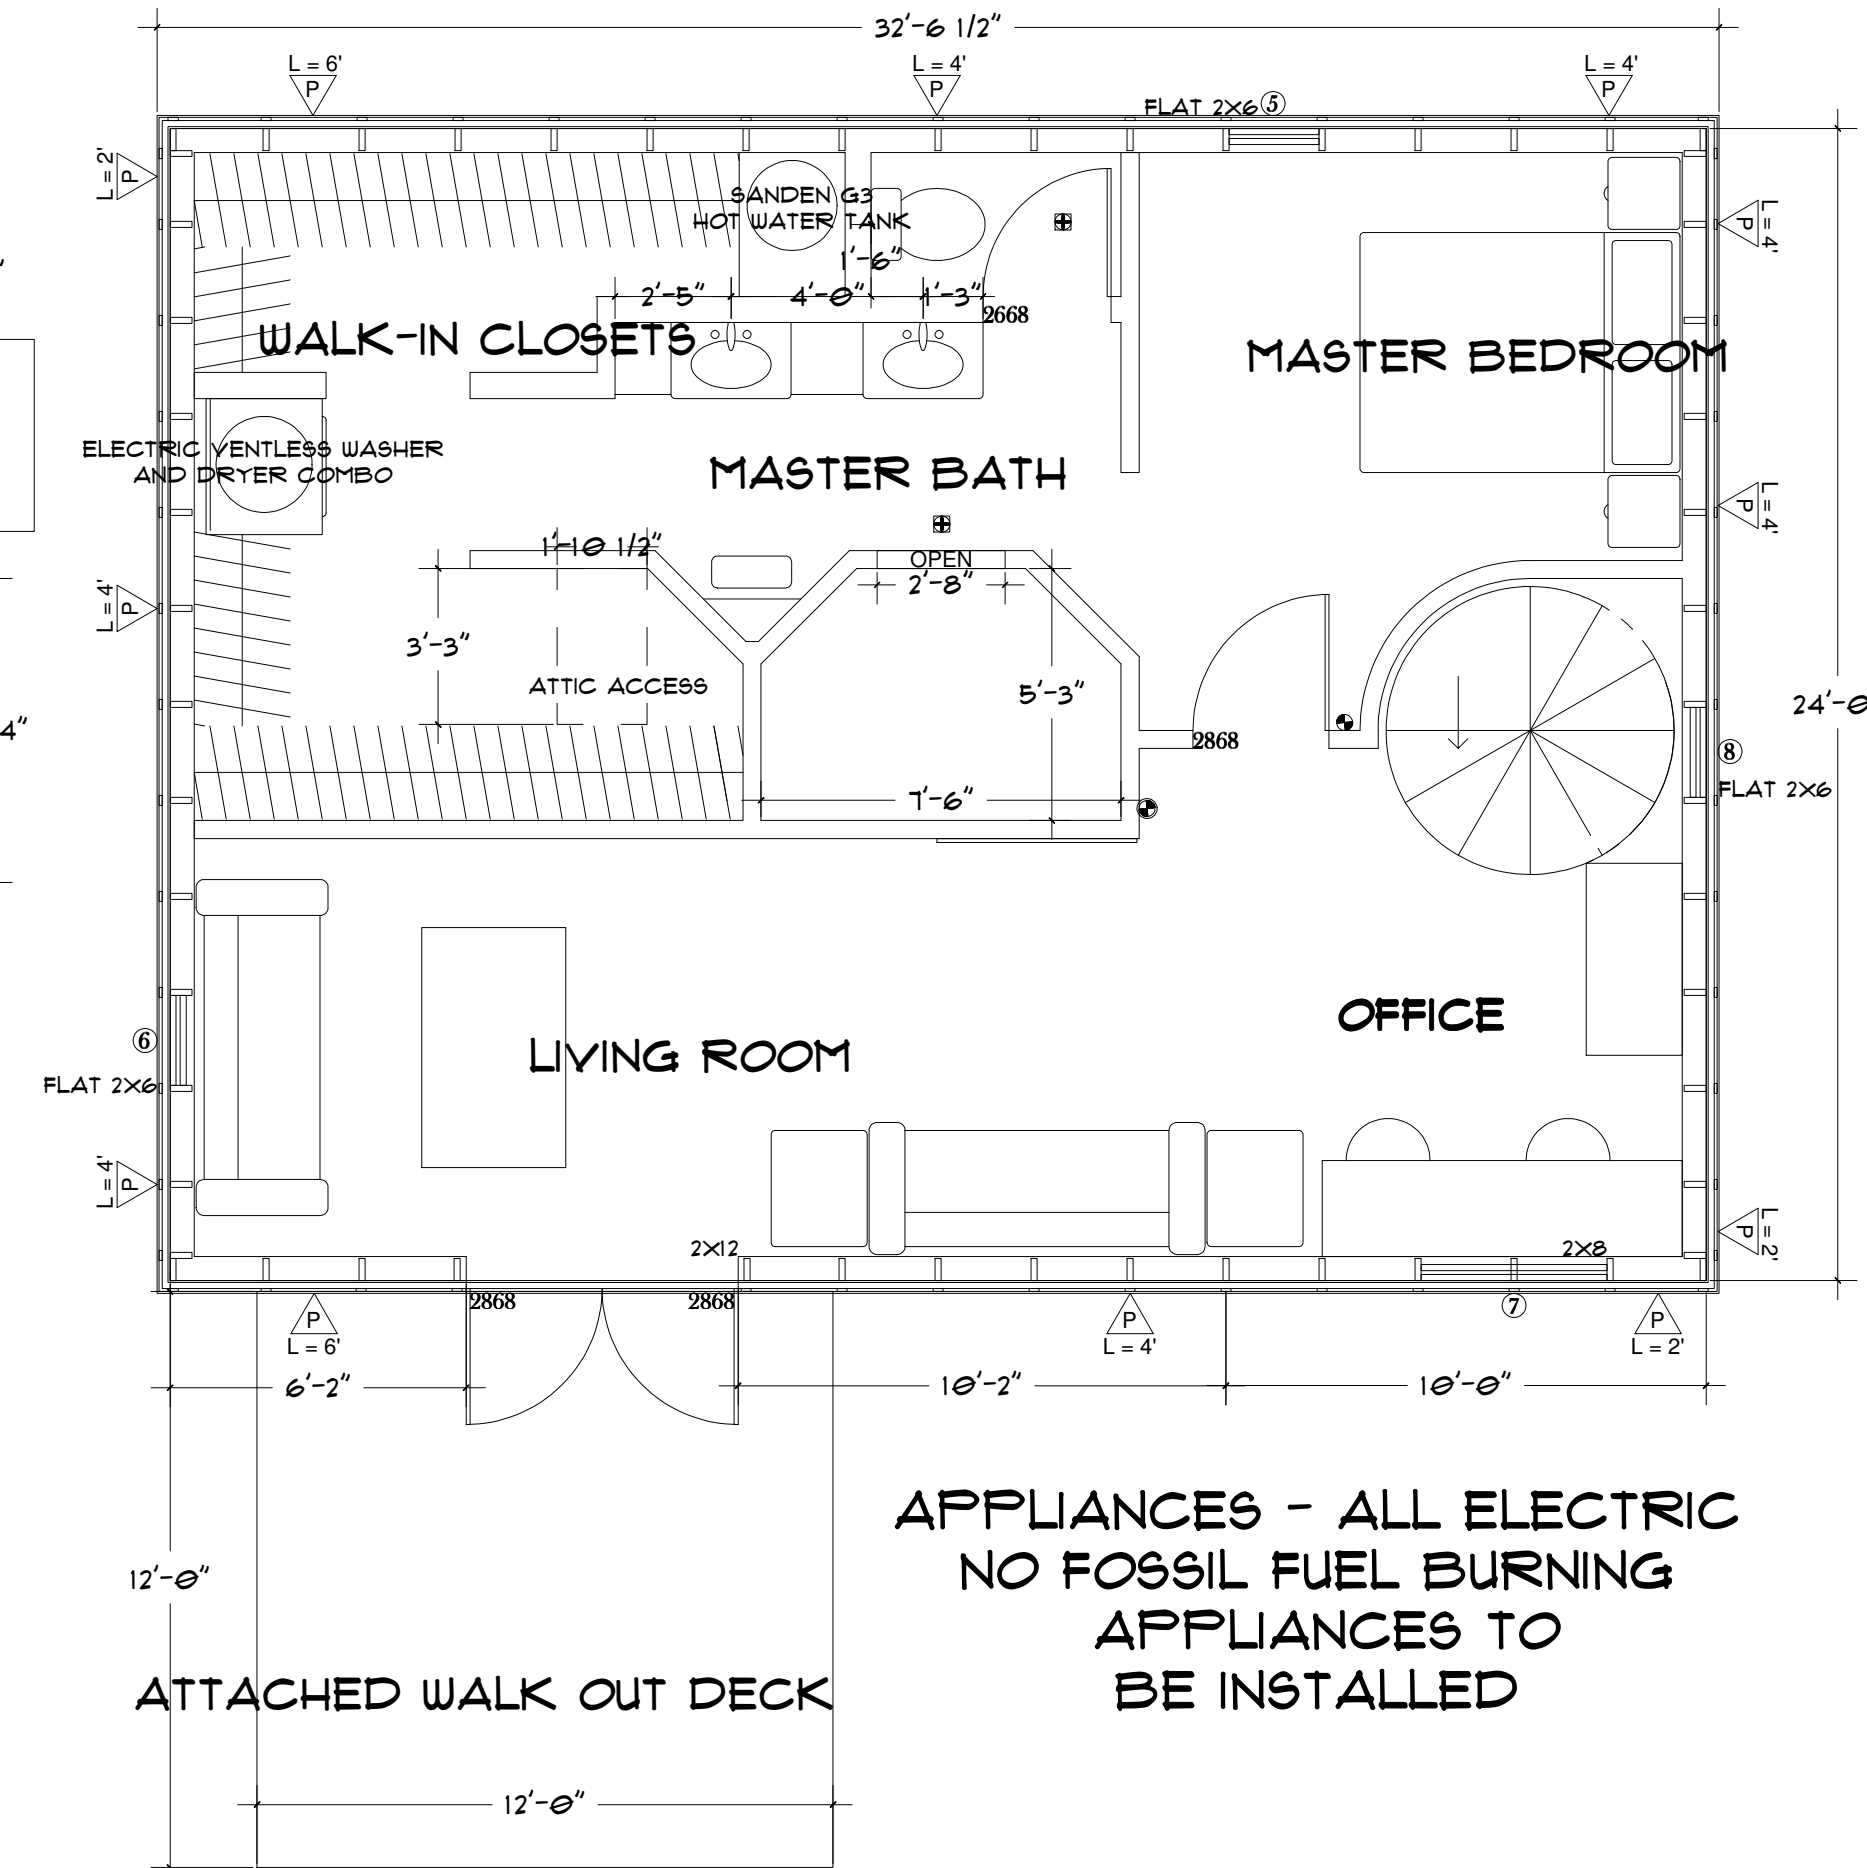 32'-6 1/2"
L = 6'
P
L = 4'
P
L = 4'
P
FLAT 2X6
5
L = 2'
P
SANDEN G3
HOT WATER TANK
1'-6"
2'-5"
4'-0"
1'-3"
2668
L = 4'
P
WALK-IN CLOSETS
MASTER BEDROOM
ELECTRIC VENTLESS WASHER
AND DRYER COMBO
MASTER BATH
L = 4'
P
1'-10 1/2"
OPEN
2'-8"
L = 4'
P
3'-3"
ATTIC ACCESS
5'-3"
24'-0
4"
2868
8
FLAT 2X6
7'-6"
OFFICE
6
LIVING ROOM
FLAT 2X6
L = 4'
P
2X12
2X8
L = 2'
P
2868
2868
7
P
L = 6'
P
L = 4'
P
L = 2'
6'-2"
10'-2"
10'-0"
APPLIANCES - ALL ELECTRIC
NO FOSSIL FUEL BURNING
APPLIANCES TO
BE INSTALLED
12'-0"
ATTACHED WALK OUT DECK
12'-0"